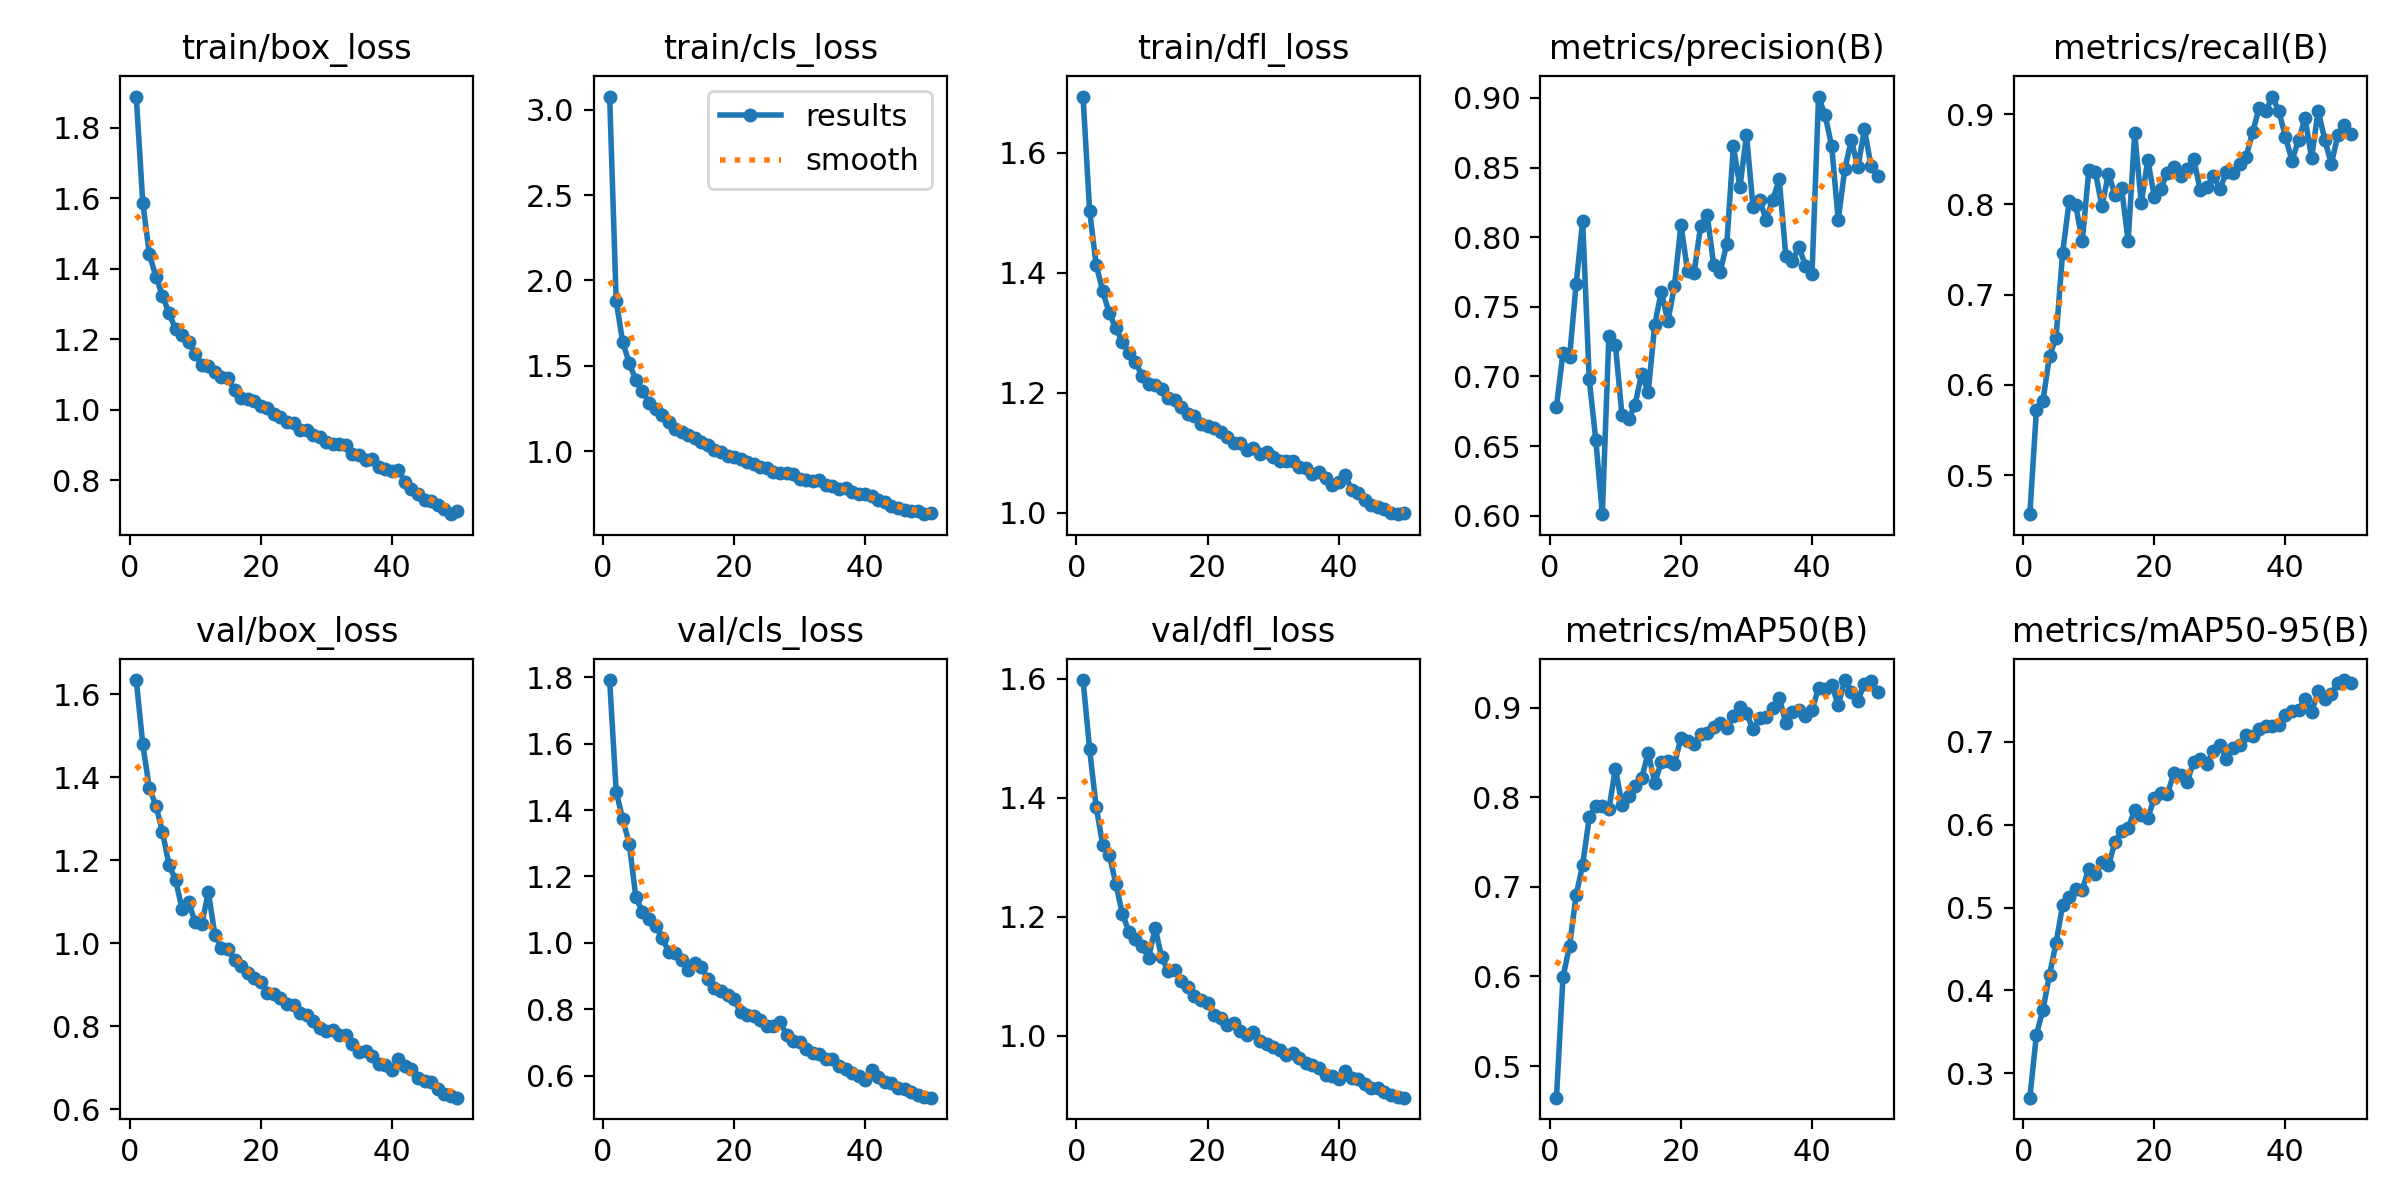 train/box_loss
train/cls_loss
train/dfl_loss
metrics/precision(B)
metrics/recall(B)
1.8
1.6
1.4
1.2
1.0
0.8
0 20 40
3.0
2.5
2.0
1.5
1.0
0 20 40
results
smooth
1.6
1.4
1.2
1.0
0 20 40
0.90
0.85
0.80
0.75
0.70
0.65
0.60
0 20 40
0.9
0.8
0.7
0.6
0.5
0 20 40
val/box_loss
val/cls_loss
val/dfl_loss
metrics/mAP50(B)
metrics/mAP50-95(B)
1.6
1.4
1.2
1.0
0.8
0.6
0 20 40
1.8
1.6
1.4
1.2
1.0
0.8
0.6
0 20 40
1.6
1.4
1.2
1.0
0 20 40
0.9
0.8
0.7
0.6
0.5
0 20 40
0.7
0.6
0.5
0.4
0.3
0 20 40